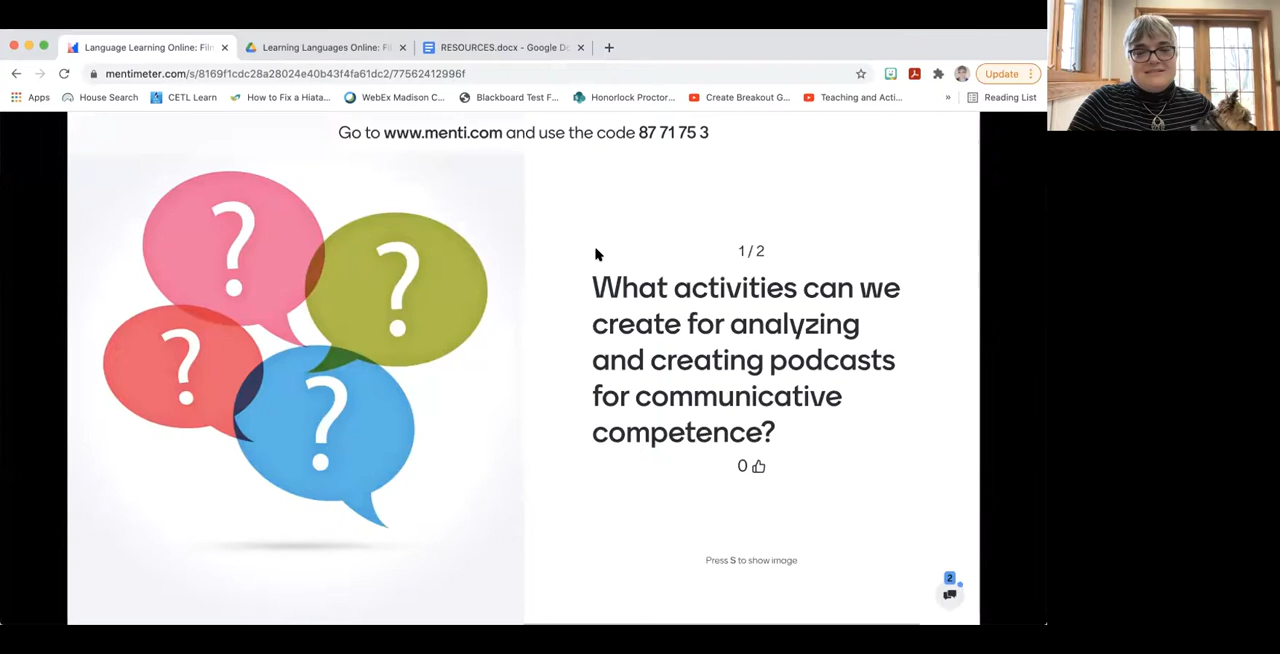 Language Learning Online: Film
Learning Languages Online: Fi
RESOURCES.docx - Google Do
mentimeter.com/s/8169f1cdc28a28024e40b43f4fa61dc2/77562412996f
Update
Apps
House Search
CETL Learn
How to Fix a Hiata...
WebEx Madison C...
Blackboard Test F...
Honorlock Proctor...
Create Breakout G...
Teaching and Acti...
»
Reading List
Go to www.menti.com and use the code 87 71 75 3
?
?
?
?
1 / 2
What activities can we
create for analyzing
and creating podcasts
for communicative
competence?
0
Press S to show image
2